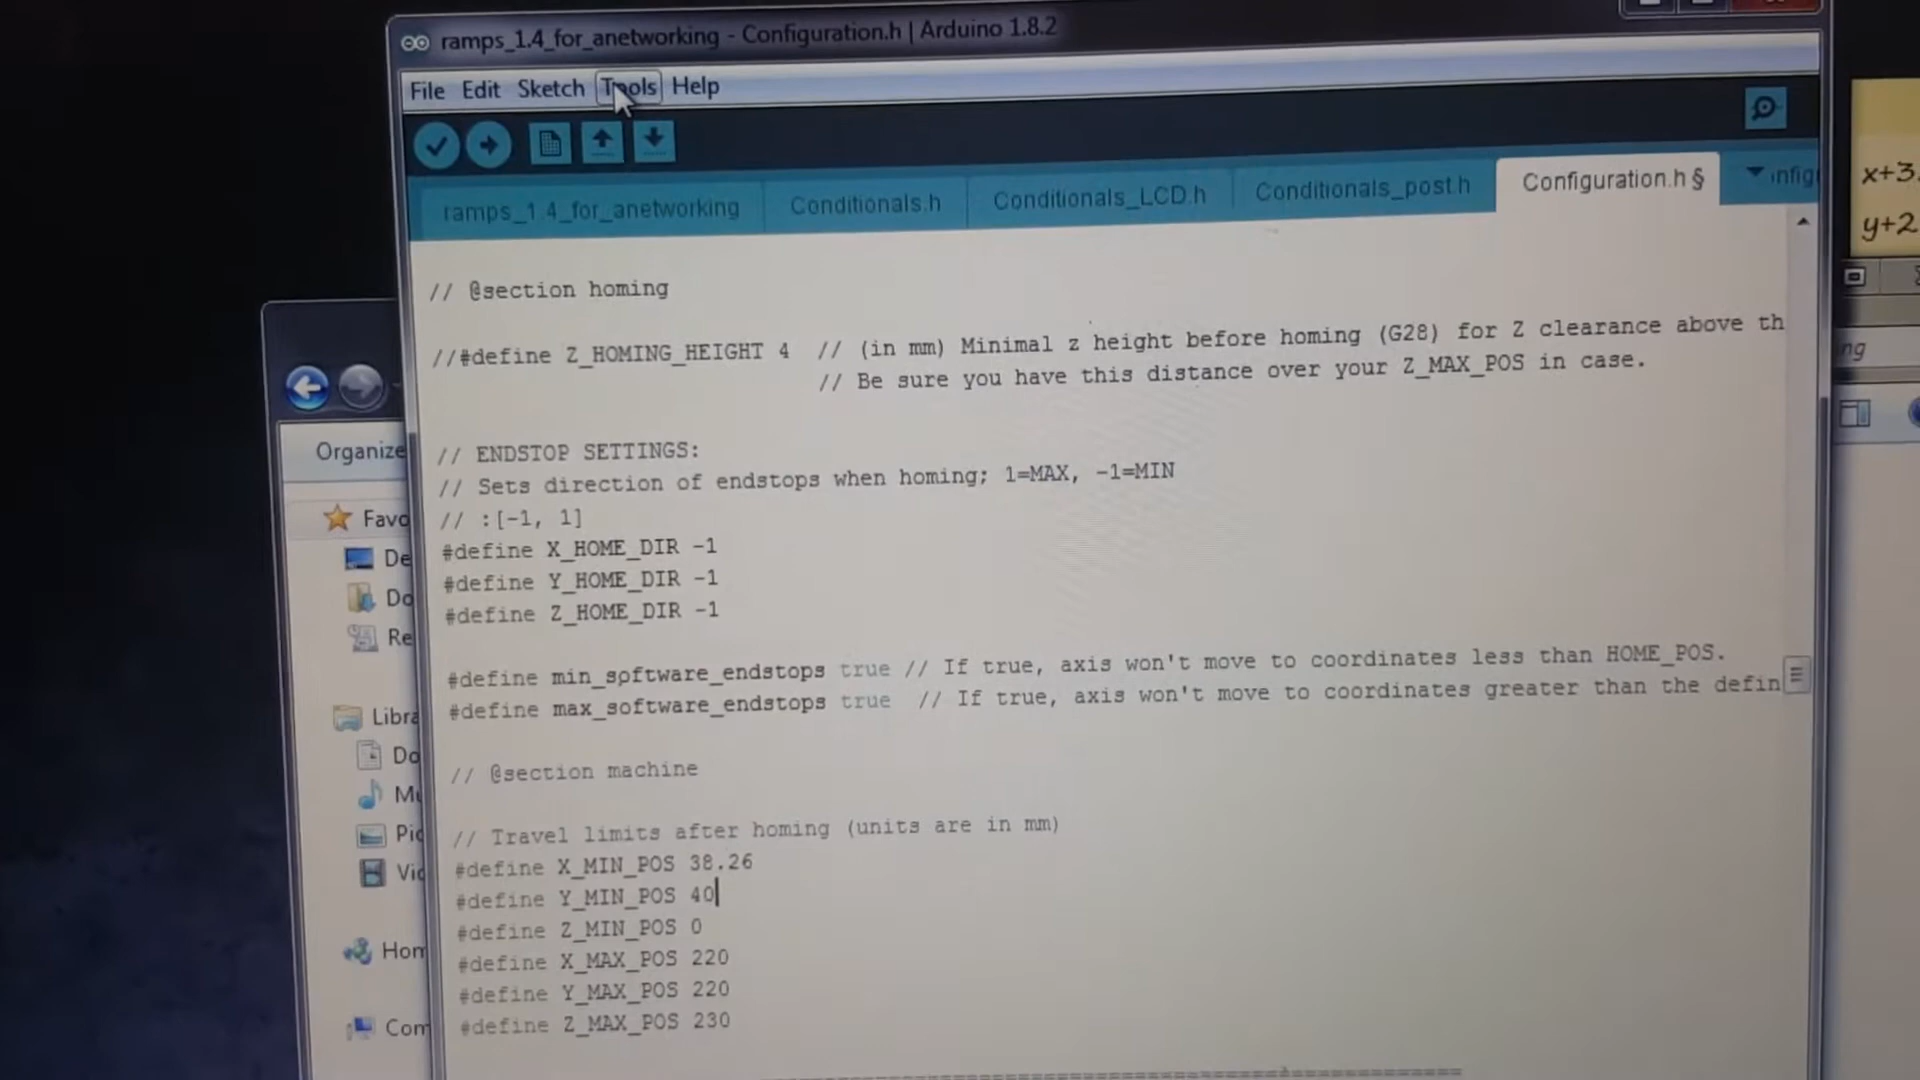 ramps_1.4_for_anetworking - Configuration.h | Arduino 1.8.2
File Edit Sketch Tools Help
ramps_1.4_for_anetworking Conditionals.h Conditionals_LCD.h Conditionals_post.h Configuration.h §
x+3.
y+2
// @section homing
//#define Z_HOMING_HEIGHT 4 // (in mm) Minimal z height before homing (G28) for Z clearance above th
// Be sure you have this distance over your Z_MAX_POS in case.
// ENDSTOP SETTINGS:
// Sets direction of endstops when homing; 1=MAX, -1=MIN
// :[-1, 1]
#define X_HOME_DIR -1
#define Y_HOME_DIR -1
#define Z_HOME_DIR -1
#define min_software_endstops true // If true, axis won't move to coordinates less than HOME_POS.
#define max_software_endstops true // If true, axis won't move to coordinates greater than the defin
// @section machine
// Travel limits after homing (units are in mm)
#define X_MIN_POS 38.26
#define Y_MIN_POS 40
#define Z_MIN_POS 0
#define X_MAX_POS 220
#define Y_MAX_POS 220
#define Z_MAX_POS 230
Organize
Favo
De
Do
Re
Libra
Do
Mu
Pic
Vid
Hom
Com
ng